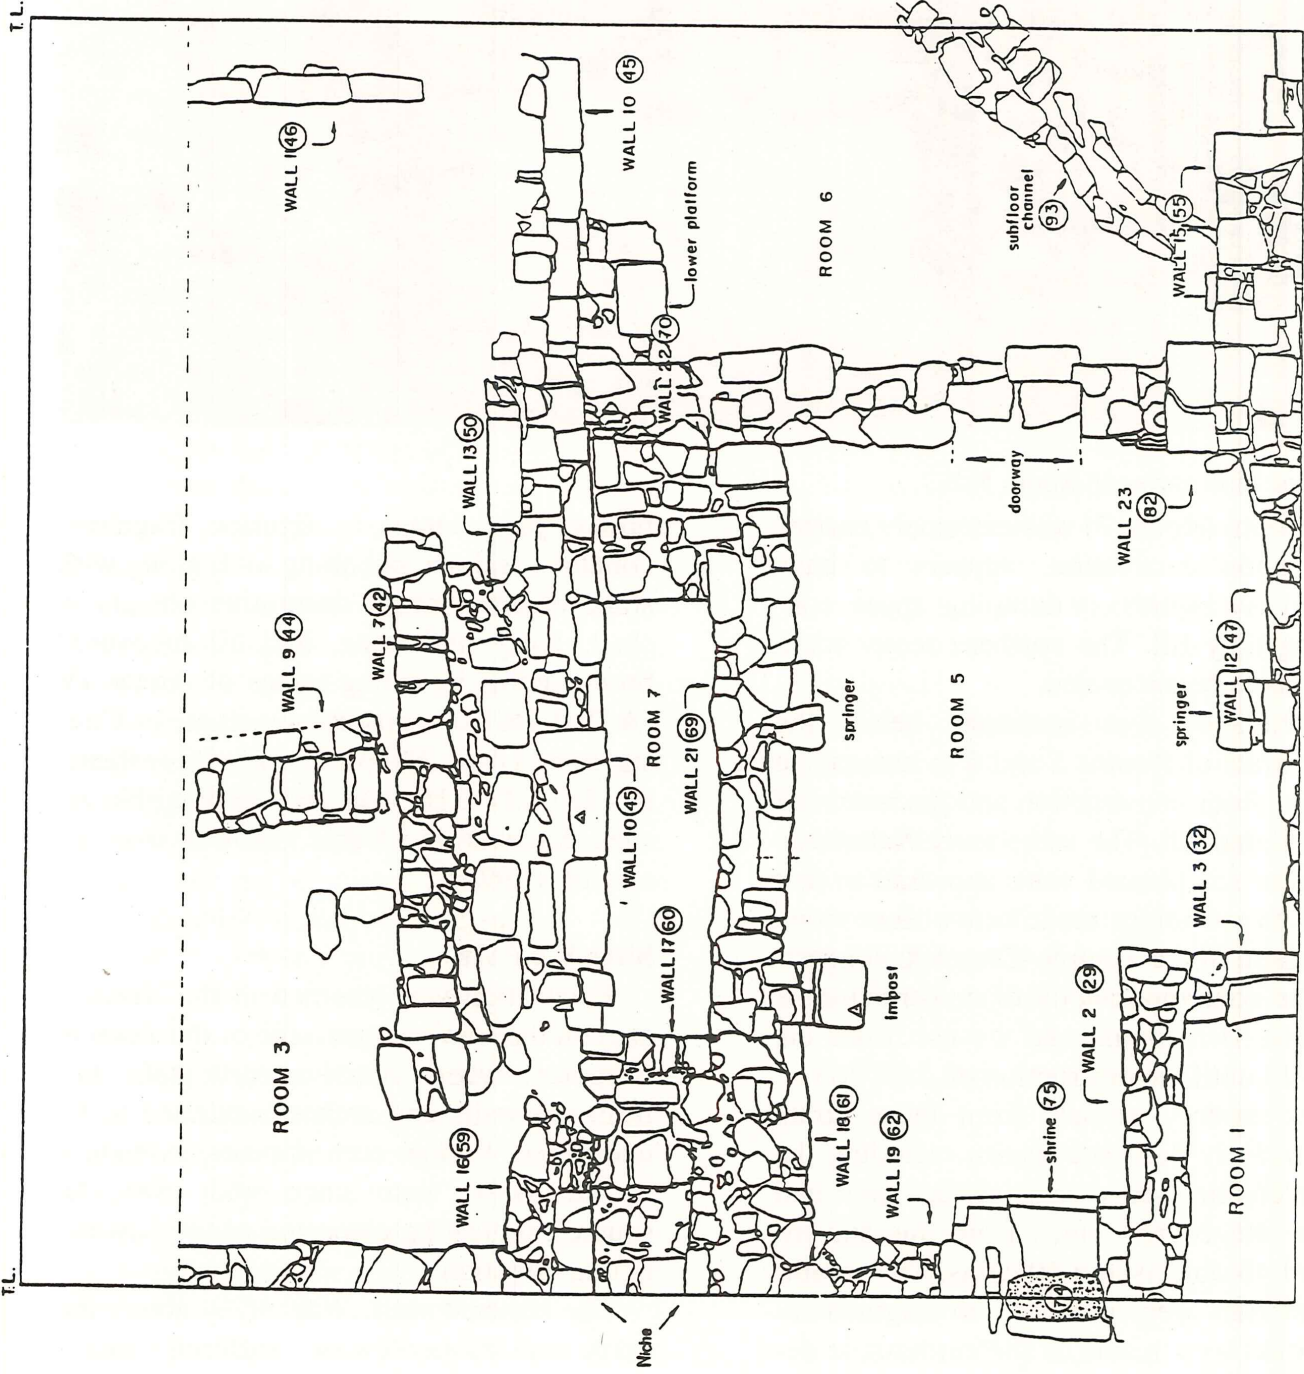 T. L.
T. L.
WALL 11 46
WALL 10 45
lower platform
ROOM 6
subfloor
channel
93
WALL 15 55
WALL 22 70
WALL 13 50
doorway
WALL 23
82
WALL 9 44
WALL 7 42
ROOM 7
WALL 21 69
springer
ROOM 5
springer
WALL 12 47
WALL 10 45
WALL 17 60
Impost
WALL 3 32
WALL 2 29
ROOM 3
WALL 16 59
WALL 18 61
WALL 19 62
shrine 75
ROOM 1
74
Niche